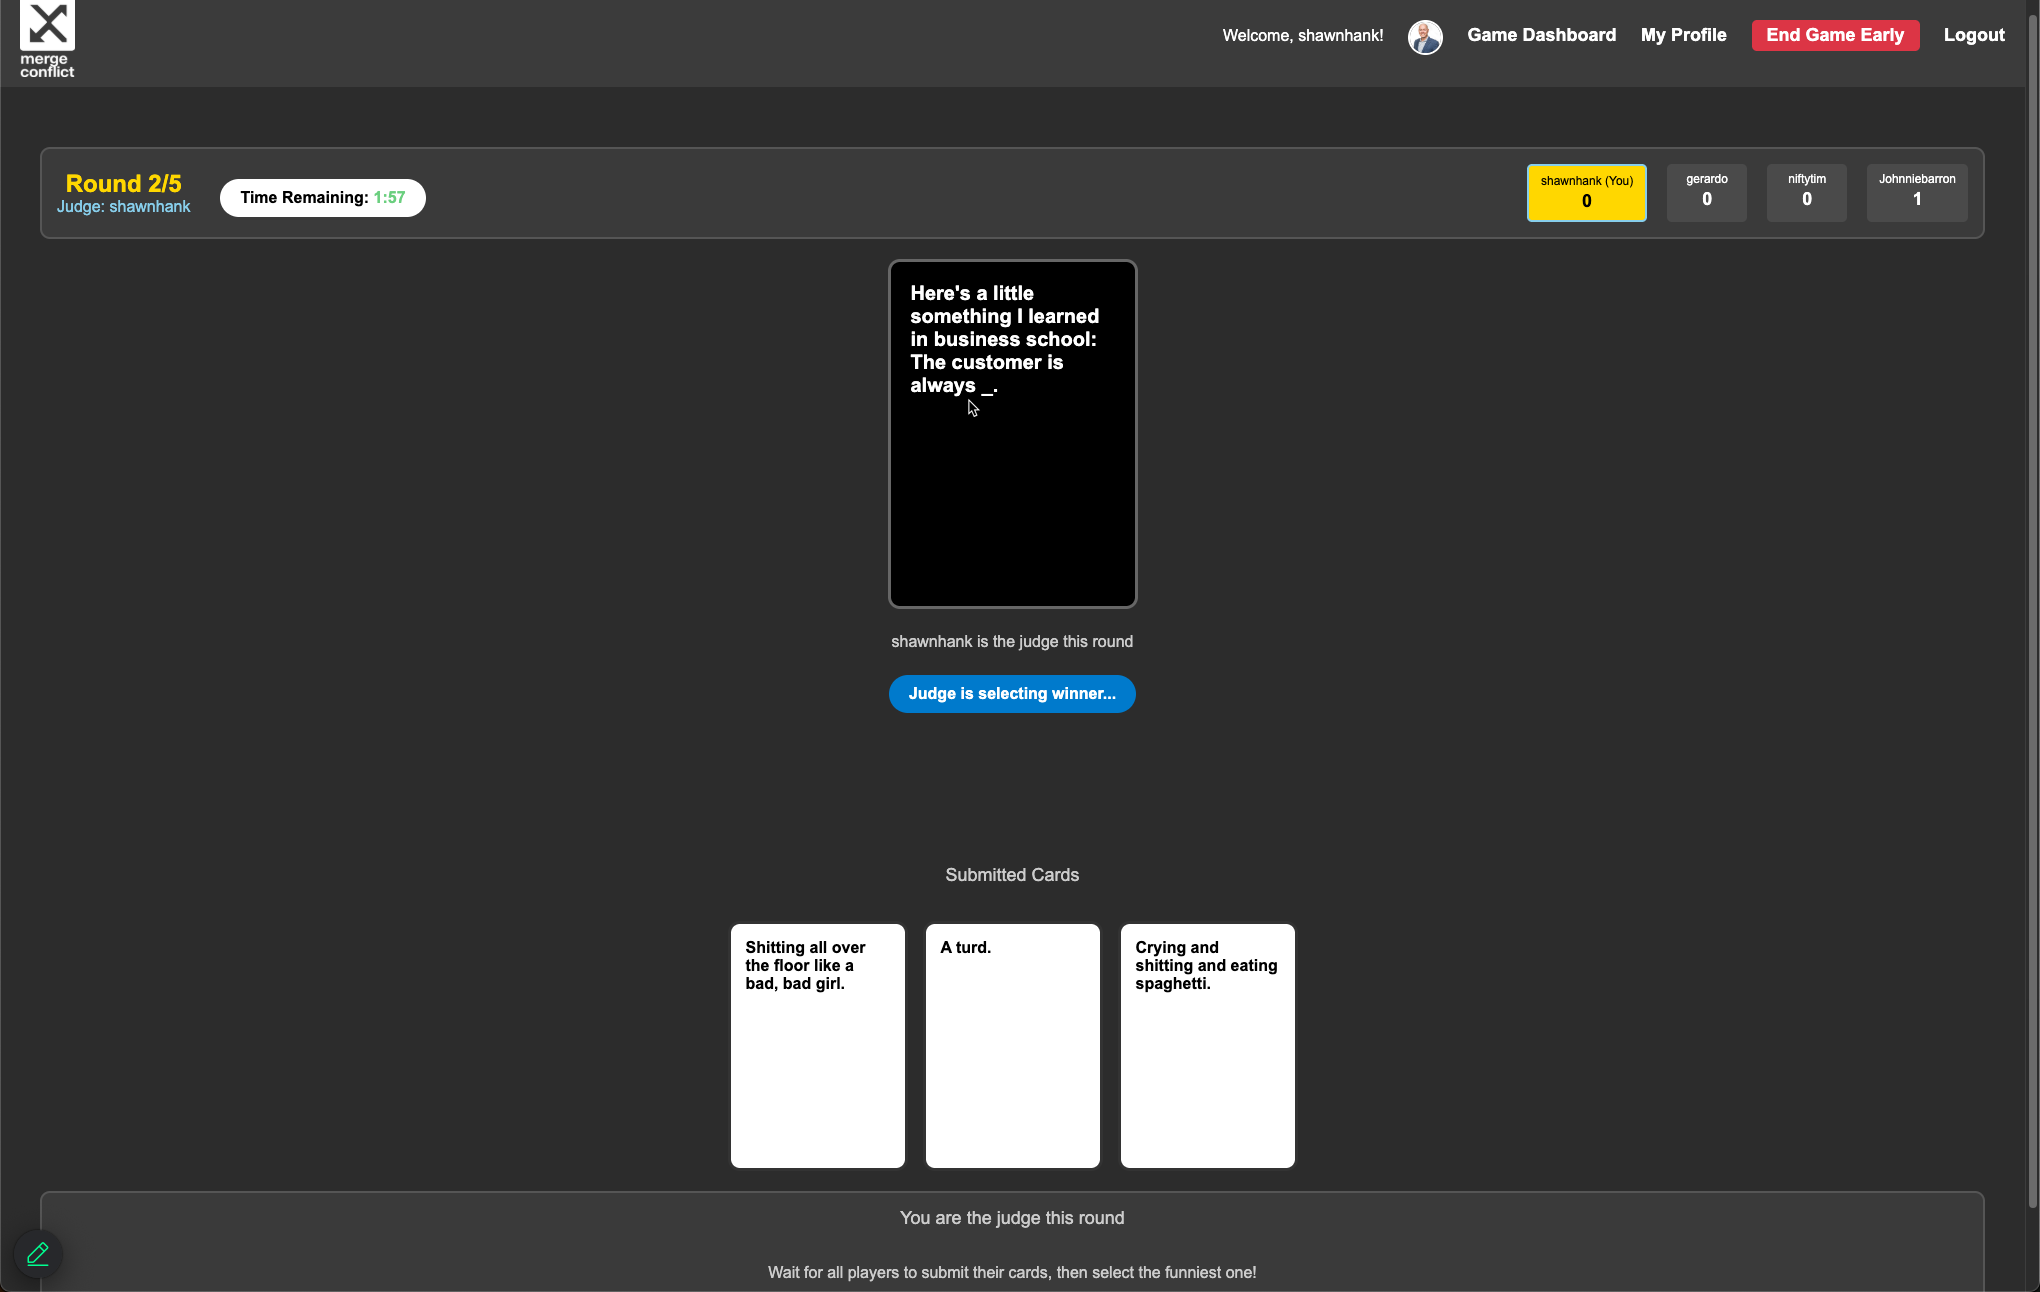 merge
conflict
Welcome, shawnhank!
Game Dashboard
My Profile
End Game Early
Logout
Round 2/5
Judge: shawnhank
Time Remaining: 1:57
shawnhank (You)
0
gerardo
0
niftytim
0
Johnniebarron
1
Here's a little
something I learned
in business school:
The customer is
always _.
shawnhank is the judge this round
Judge is selecting winner...
Submitted Cards
Shitting all over
the floor like a
bad, bad girl.
A turd.
Crying and
shitting and eating
spaghetti.
You are the judge this round
Wait for all players to submit their cards, then select the funniest one!